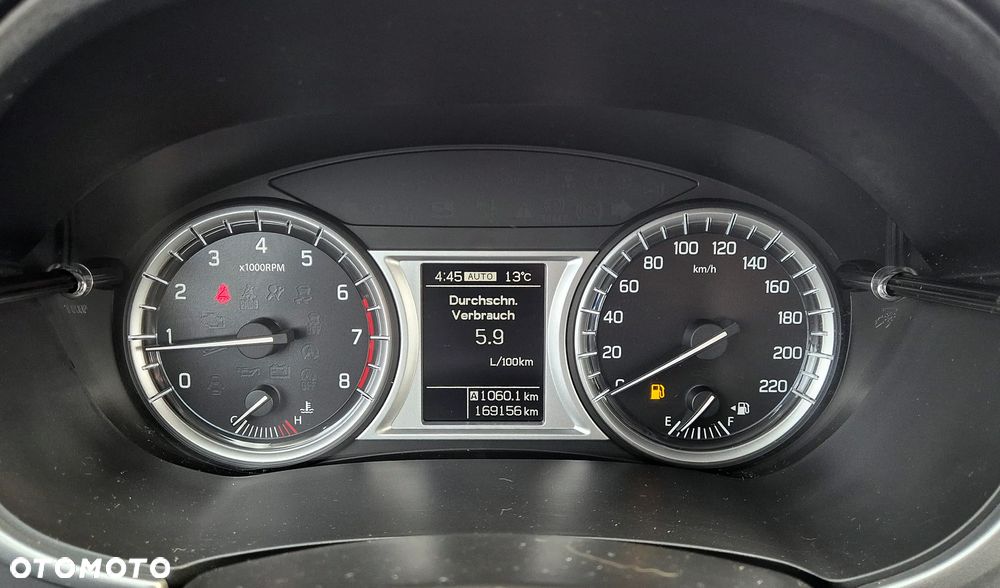 0
1
2
3
4
5
6
7
8
x1000RPM
C
H
4:45 AUTO 13°C
Durchschn.
Verbrauch
5.9
L/100km
A 1060.1 km
169156 km
0
20
40
60
80
100
120
140
160
180
200
220
km/h
E
F
OTOMOTO